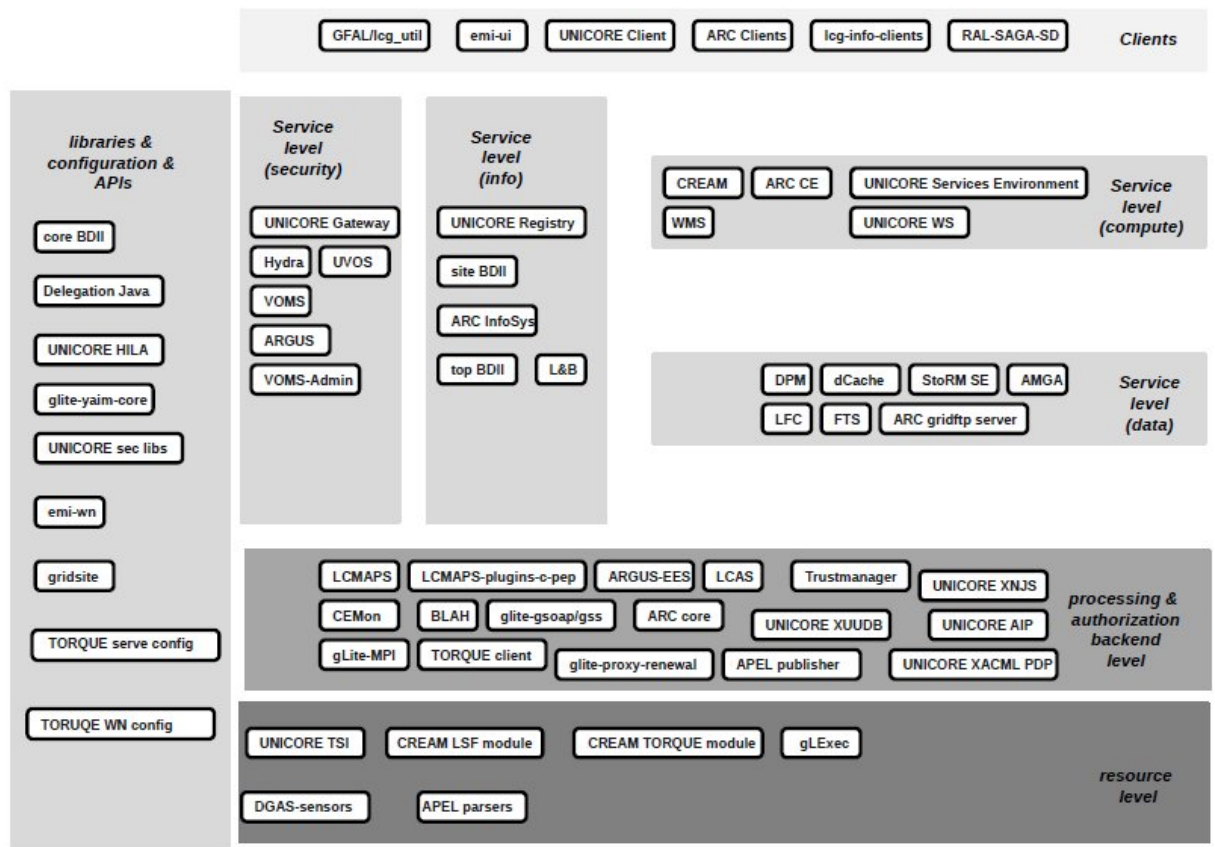 GFAL/lcg_util
emi-ui
UNICORE Client
ARC Clients
lcg-info-clients
RAL-SAGA-SD
Clients
libraries &
configuration &
APIs
core BDII
Delegation Java
UNICORE HILA
glite-yaim-core
UNICORE sec libs
emi-wn
gridsite
TORQUE serve config
TORUQE WN config
Service
level
(security)
UNICORE Gateway
Hydra
UVOS
VOMS
ARGUS
VOMS-Admin
Service
level
(info)
UNICORE Registry
site BDII
ARC InfoSys
top BDII
L&B
CREAM
ARC CE
UNICORE Services Environment
WMS
UNICORE WS
Service
level
(compute)
DPM
dCache
StoRM SE
AMGA
LFC
FTS
ARC gridftp server
Service
level
(data)
LCMAPS
LCMAPS-plugins-c-pep
ARGUS-EES
LCAS
Trustmanager
UNICORE XNJS
CEMon
BLAH
glite-gsoap/gss
ARC core
UNICORE XUUDB
UNICORE AIP
gLite-MPI
TORQUE client
glite-proxy-renewal
APEL publisher
UNICORE XACML PDP
processing &
authorization
backend
level
UNICORE TSI
CREAM LSF module
CREAM TORQUE module
gLExec
DGAS-sensors
APEL parsers
resource
level